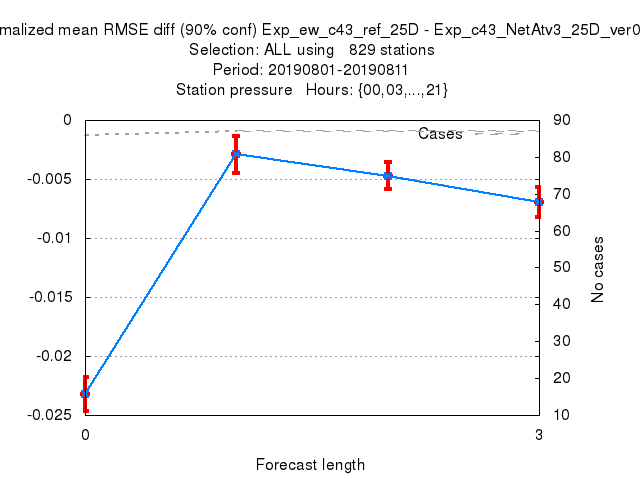 malized mean RMSE diff (90% conf) Exp_ew_c43_ref_25D - Exp_c43_NetAtv3_25D_ver0
Selection: ALL using 829 stations
Period: 20190801-20190811
Station pressure Hours: {00,03,...,21}
0
-0.005
-0.01
-0.015
-0.02
-0.025
Cases
90
80
70
60
50
40
30
20
10
No cases
0
3
Forecast length